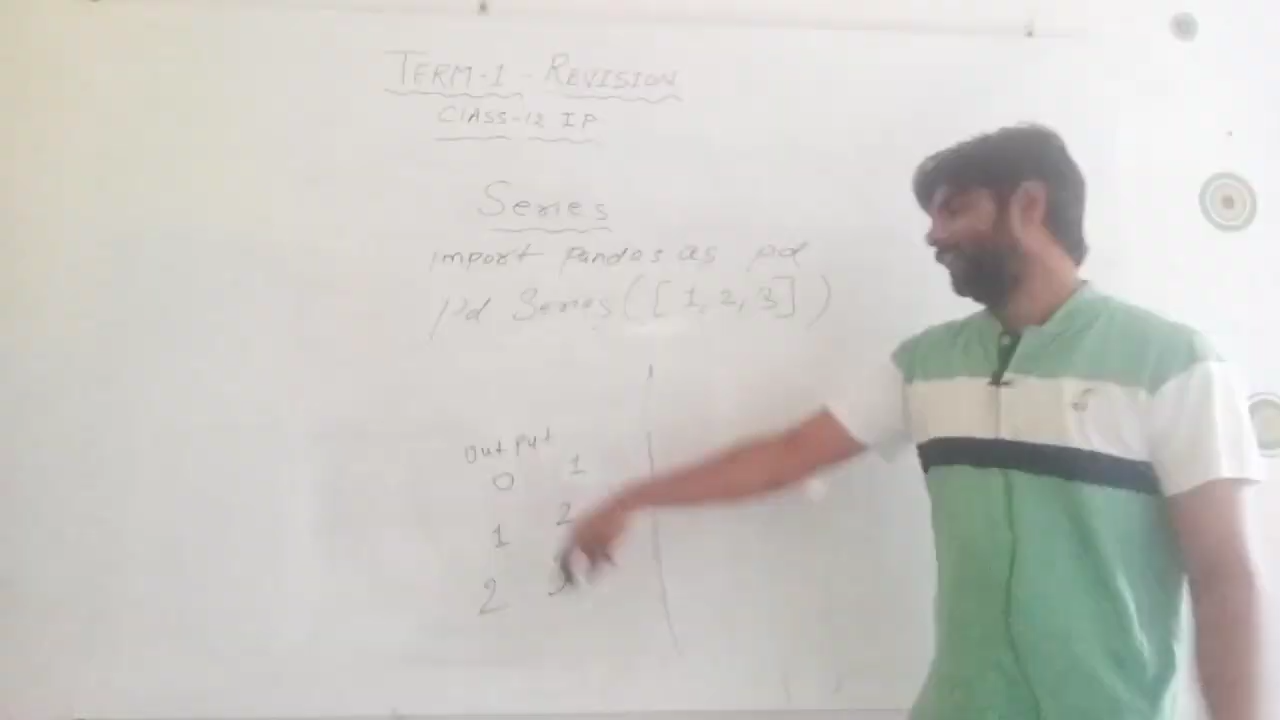 TERM-1 - REVISION
CLASS-12 IP
Series
import Pandas as pd
pd Series([1,2,3])
output
0 1
1 2
2 3